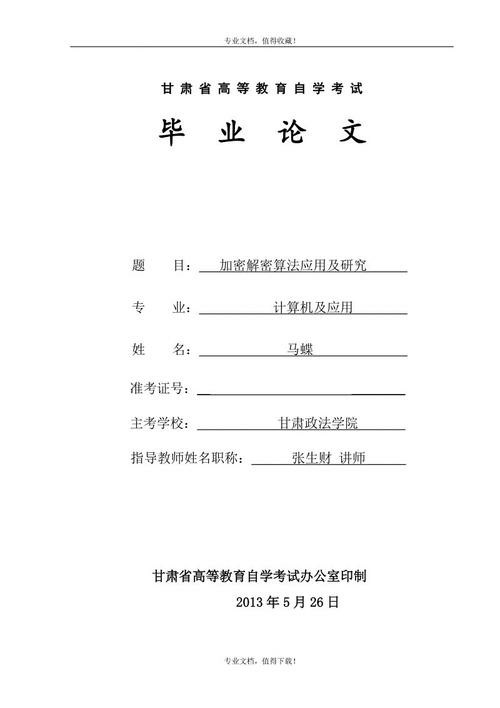 专业文档，值得收藏！
甘肃省高等教育自学考试
毕业论文
题 目： 加密解密算法应用及研究
专 业： 计算机及应用
姓 名： 马蝶
准考证号：
主考学校： 甘肃政法学院
指导教师姓名职称： 张生财 讲师
甘肃省高等教育自学考试办公室印制
2013 年 5 月 26 日
专业文档，值得下载！